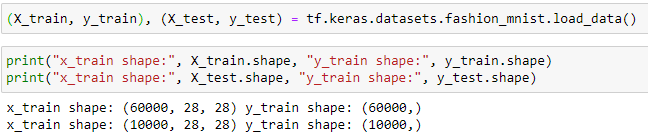 (X_train, y_train), (X_test, y_test) = tf.keras.datasets.fashion_mnist.load_data()
print("x_train shape:", X_train.shape, "y_train shape:", y_train.shape)
print("x_train shape:", X_test.shape, "y_train shape:", y_test.shape)
x_train shape: (60000, 28, 28) y_train shape: (60000,)
x_train shape: (10000, 28, 28) y_train shape: (10000,)